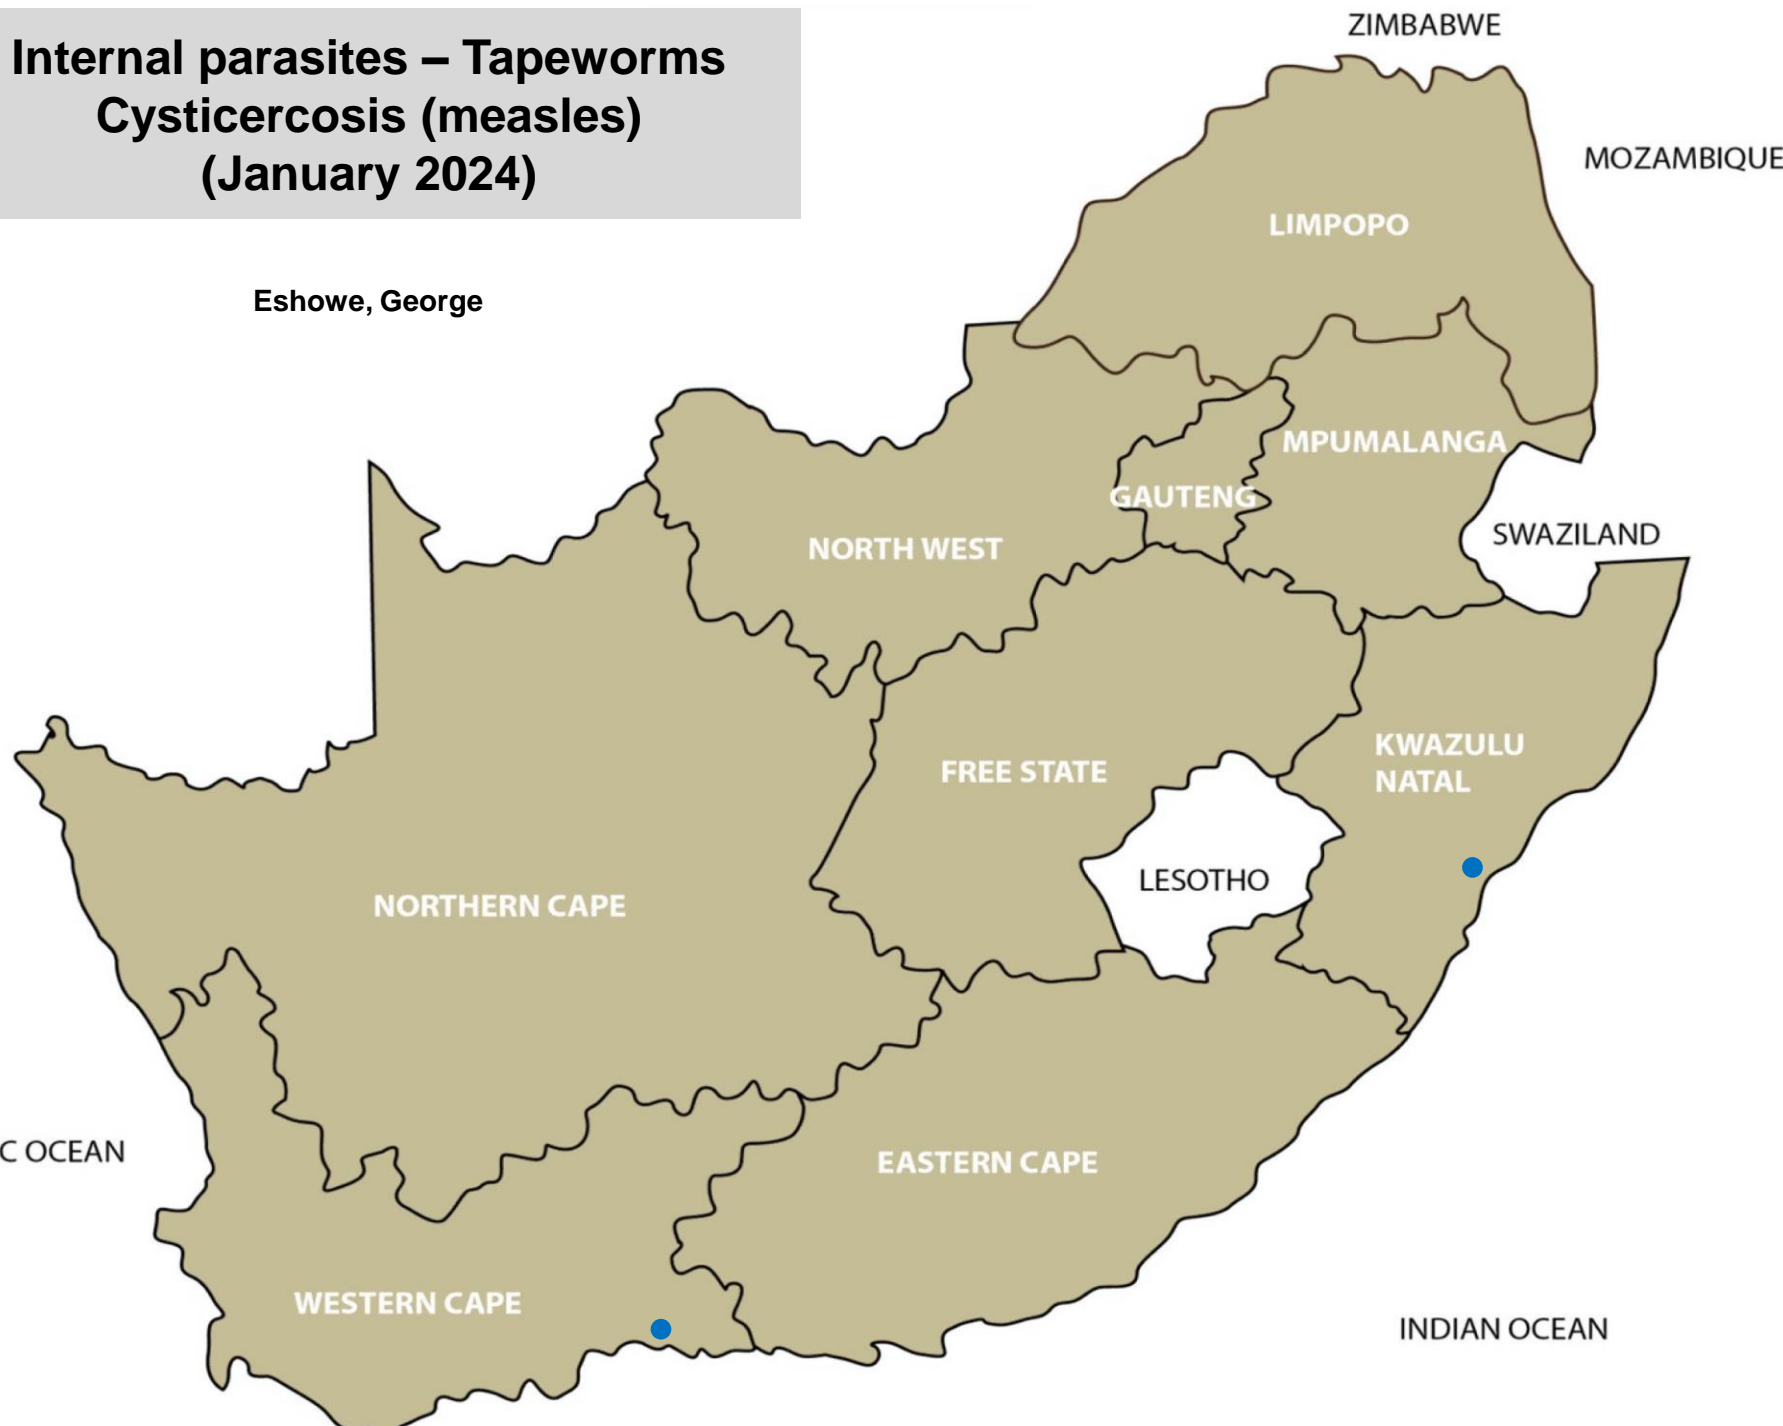 Internal parasites – Tapeworms
Cysticercosis (measles)
(January 2024)
Eshowe, George
ZIMBABWE
MOZAMBIQUE
LIMPOPO
MPUMALANGA
GAUTENG
SWAZILAND
NORTH WEST
KWAZULU
NATAL
FREE STATE
LESOTHO
NORTHERN CAPE
C OCEAN
EASTERN CAPE
WESTERN CAPE
INDIAN OCEAN